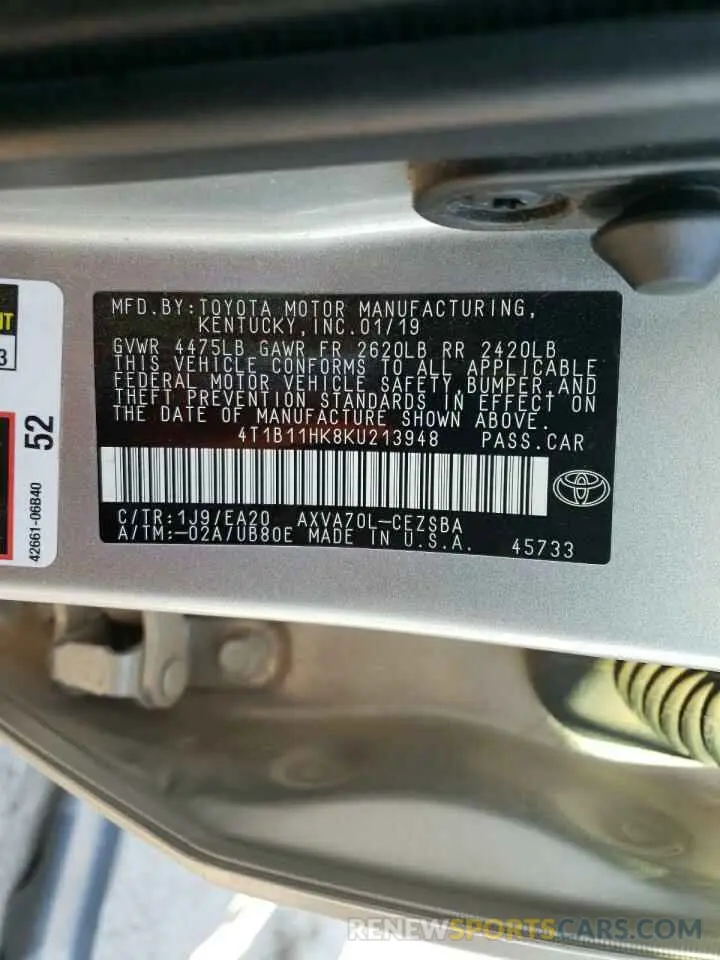 MFD.BY:TOYOTA MOTOR MANUFACTURING,
KENTUCKY,INC.01/19
GVWR 4475LB GAWR FR 2620LB RR 2420LB
THIS VEHICLE CONFORMS TO ALL APPLICABLE
FEDERAL MOTOR VEHICLE SAFETY,BUMPER,AND
THEFT PREVENTION STANDARDS IN EFFECT ON
THE DATE OF MANUFACTURE SHOWN ABOVE.
4T1B11HK8KU213948 PASS.CAR
C/TR:1J9/EA20 AXVA70L-CEZSBA
A/TM:-02A/UB80E MADE IN U.S.A. 45733
52
42661-06B40
3
RENEWSPORTSCARS.COM